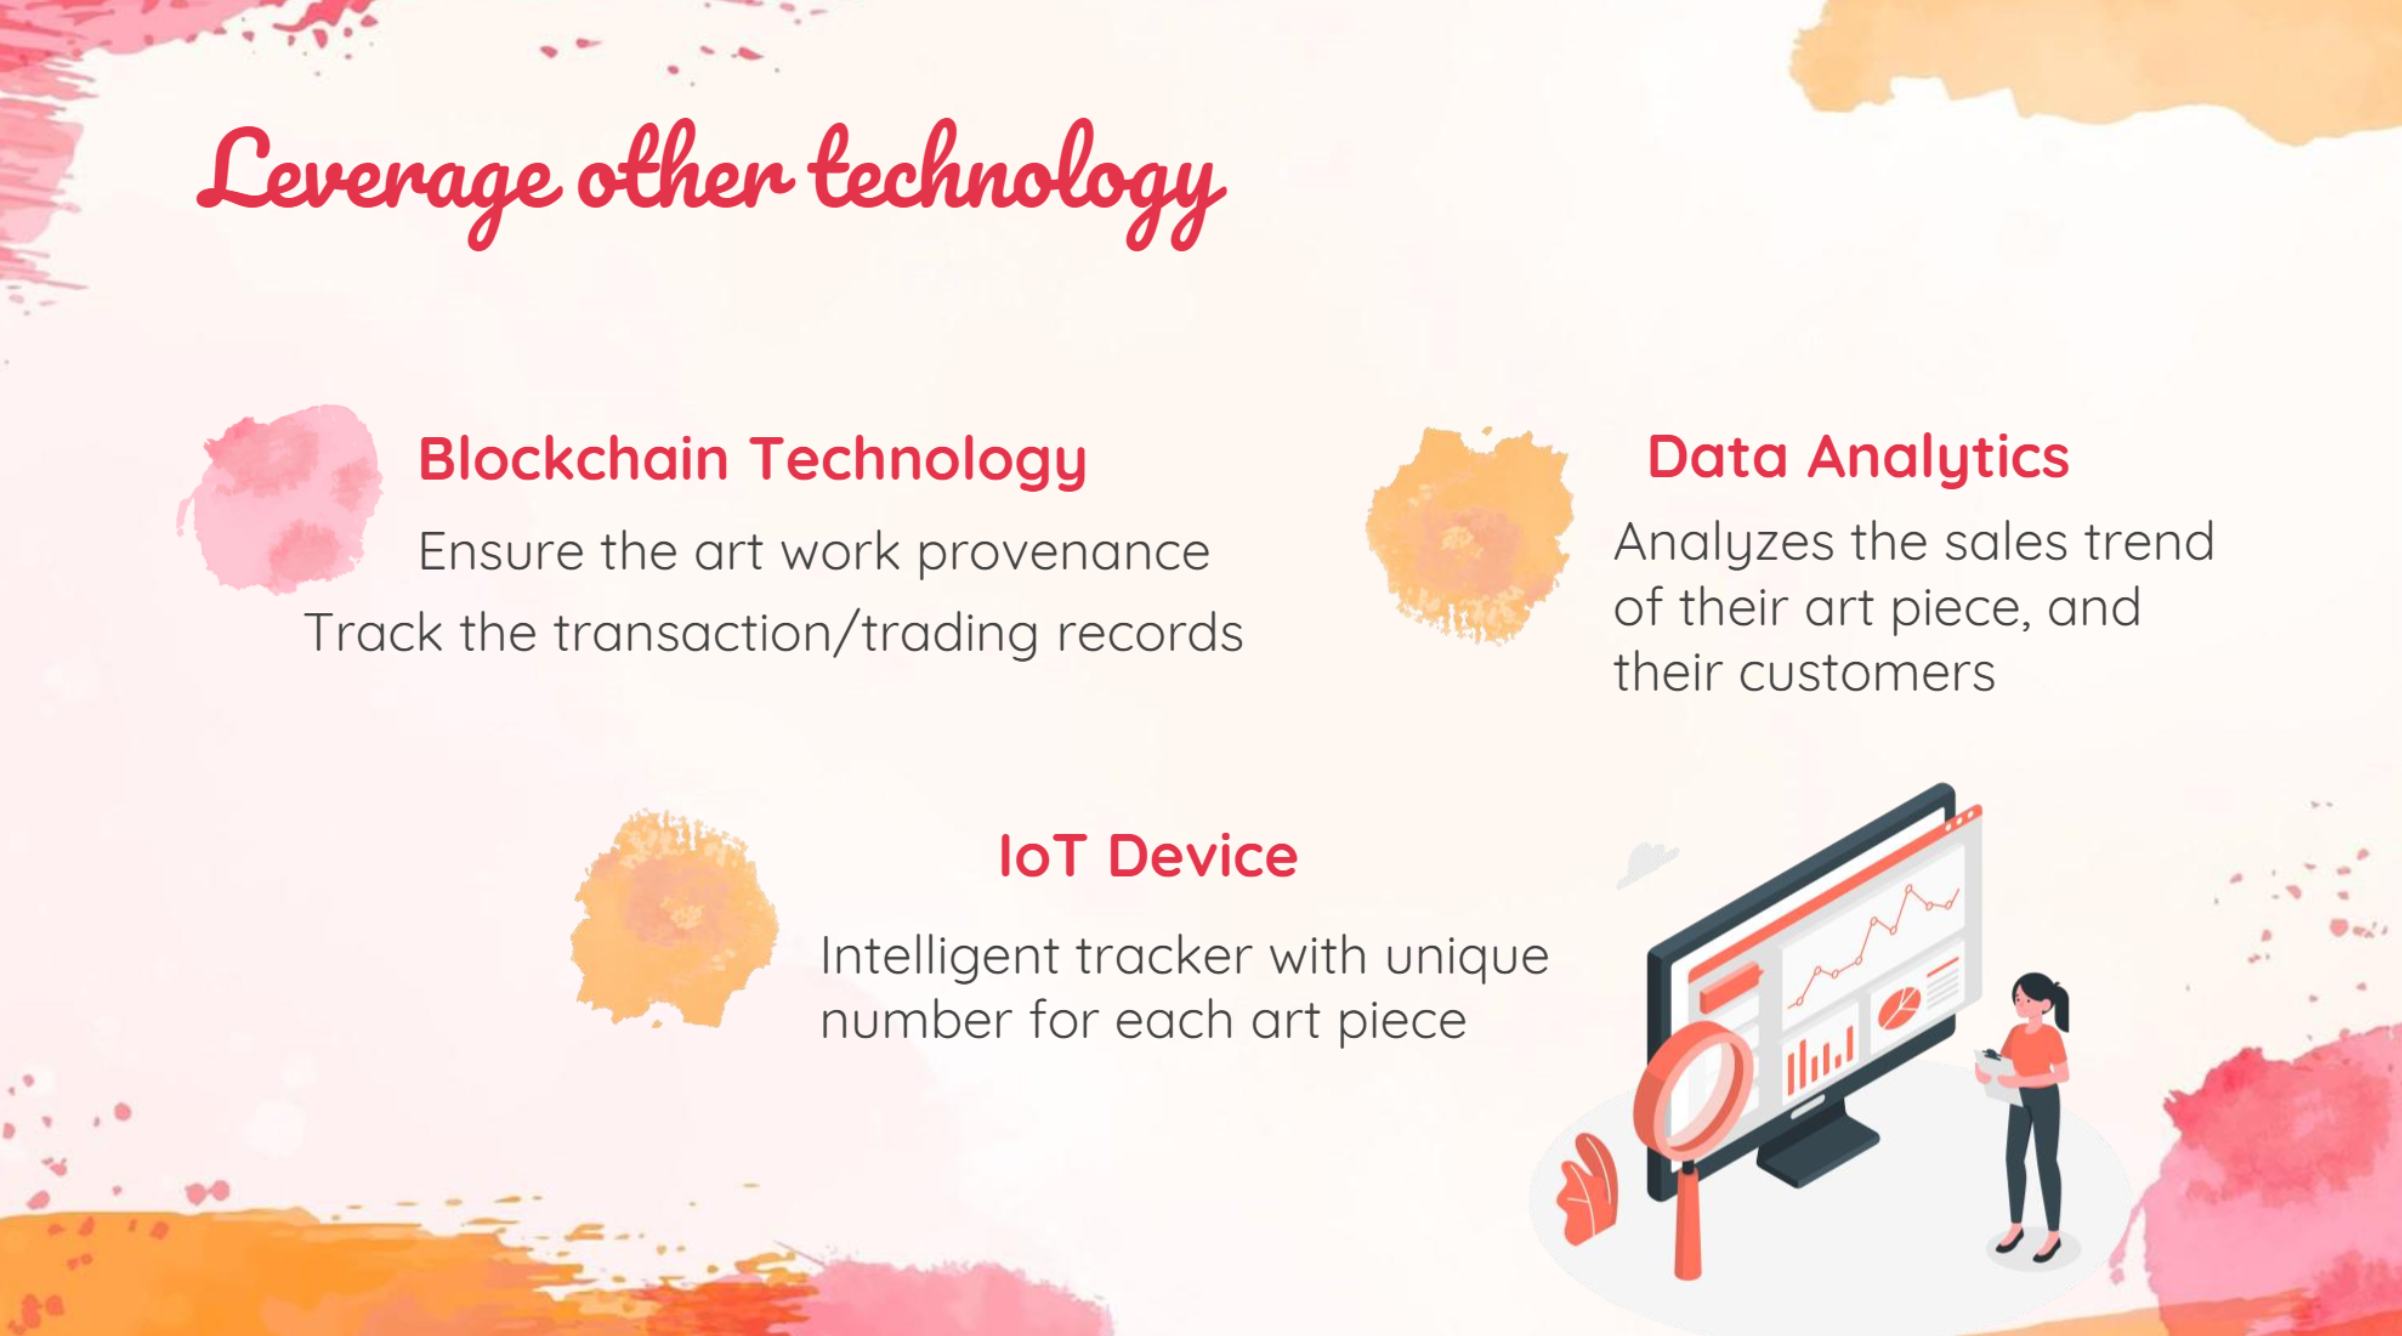 Leverage other technology
Blockchain Technology
Ensure the art work provenance
Track the transaction/trading records
Data Analytics
Analyzes the sales trend
of their art piece, and
their customers
IoT Device
Intelligent tracker with unique
number for each art piece